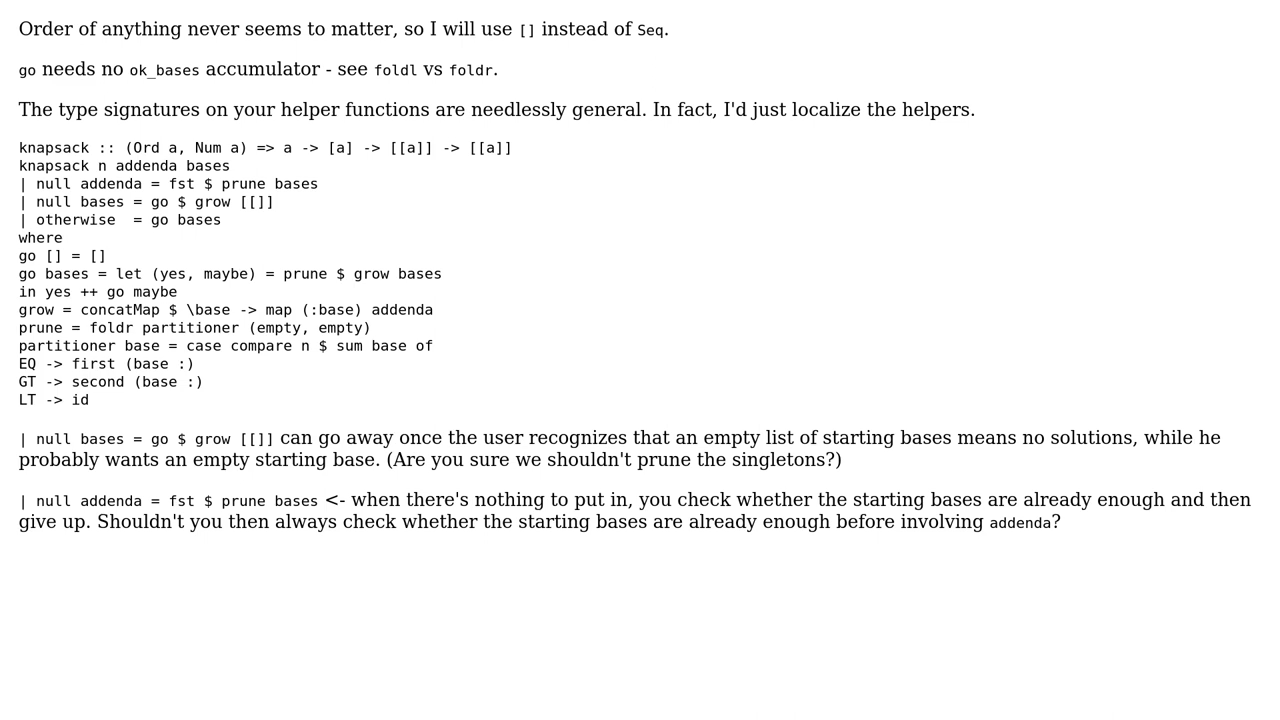 Order of anything never seems to matter, so I will use [] instead of Seq.
go needs no ok_bases accumulator - see foldl vs foldr.
The type signatures on your helper functions are needlessly general. In fact, I'd just localize the helpers.
knapsack :: (Ord a, Num a) => a -> [a] -> [[a]] -> [[a]]
knapsack n addenda bases
| null addenda = fst $ prune bases
| null bases = go $ grow [[]]
| otherwise  = go bases
where
go [] = []
go bases = let (yes, maybe) = prune $ grow bases
in yes ++ go maybe
grow = concatMap $ \base -> map (:base) addenda
prune = foldr partitioner (empty, empty)
partitioner base = case compare n $ sum base of
EQ -> first (base :)
GT -> second (base :)
LT -> id
| null bases = go $ grow [[]] can go away once the user recognizes that an empty list of starting bases means no solutions, while he
probably wants an empty starting base. (Are you sure we shouldn't prune the singletons?)
| null addenda = fst $ prune bases <- when there's nothing to put in, you check whether the starting bases are already enough and then
give up. Shouldn't you then always check whether the starting bases are already enough before involving addenda?